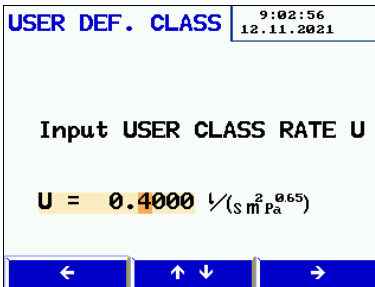 USER DEF. CLASS
9:02:56
12.11.2021
Input USER CLASS RATE U
U = 0.4000 l/(s m² Pa⁰·⁶⁵)
← ↑ ↓ →